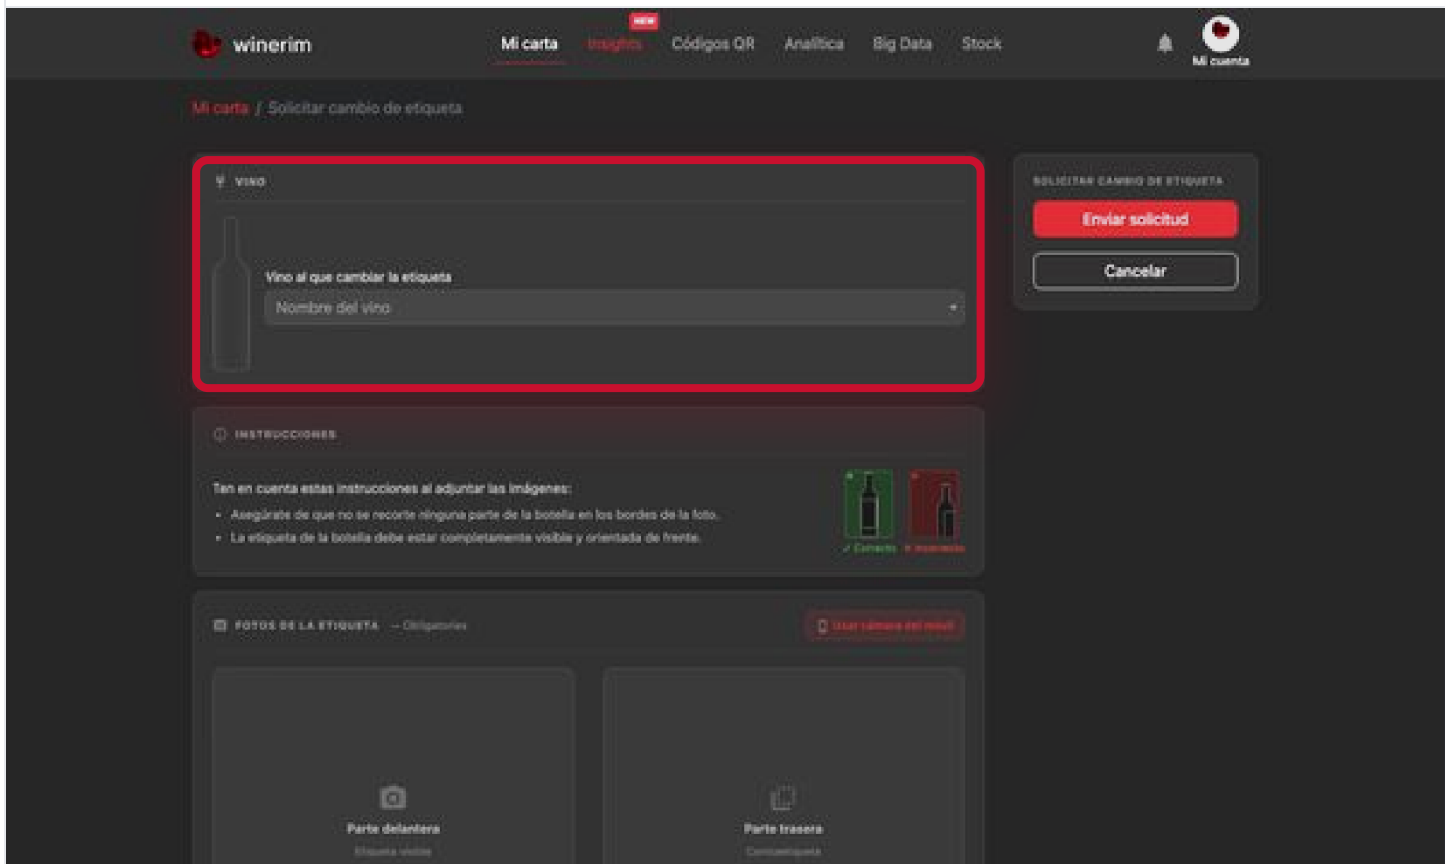 winerim
Mi carta
Insights
NEW
Códigos QR
Analítica
Big Data
Stock
Mi cuenta
Mi carta / Solicitar cambio de etiqueta
VINO
Vino al que cambiar la etiqueta
Nombre del vino
SOLICITAR CAMBIO DE ETIQUETA
Enviar solicitud
Cancelar
INSTRUCCIONES
Ten en cuenta estas instrucciones al adjuntar las imágenes:
• Asegúrate de que no se recorte ninguna parte de la botella en los bordes de la foto.
• La etiqueta de la botella debe estar completamente visible y orientada de frente.
✓ Correcto
✕ Incorrecto
FOTOS DE LA ETIQUETA — Obligatorias
Usar cámara del móvil
Parte delantera
Etiqueta visible
Parte trasera
Contraetiqueta